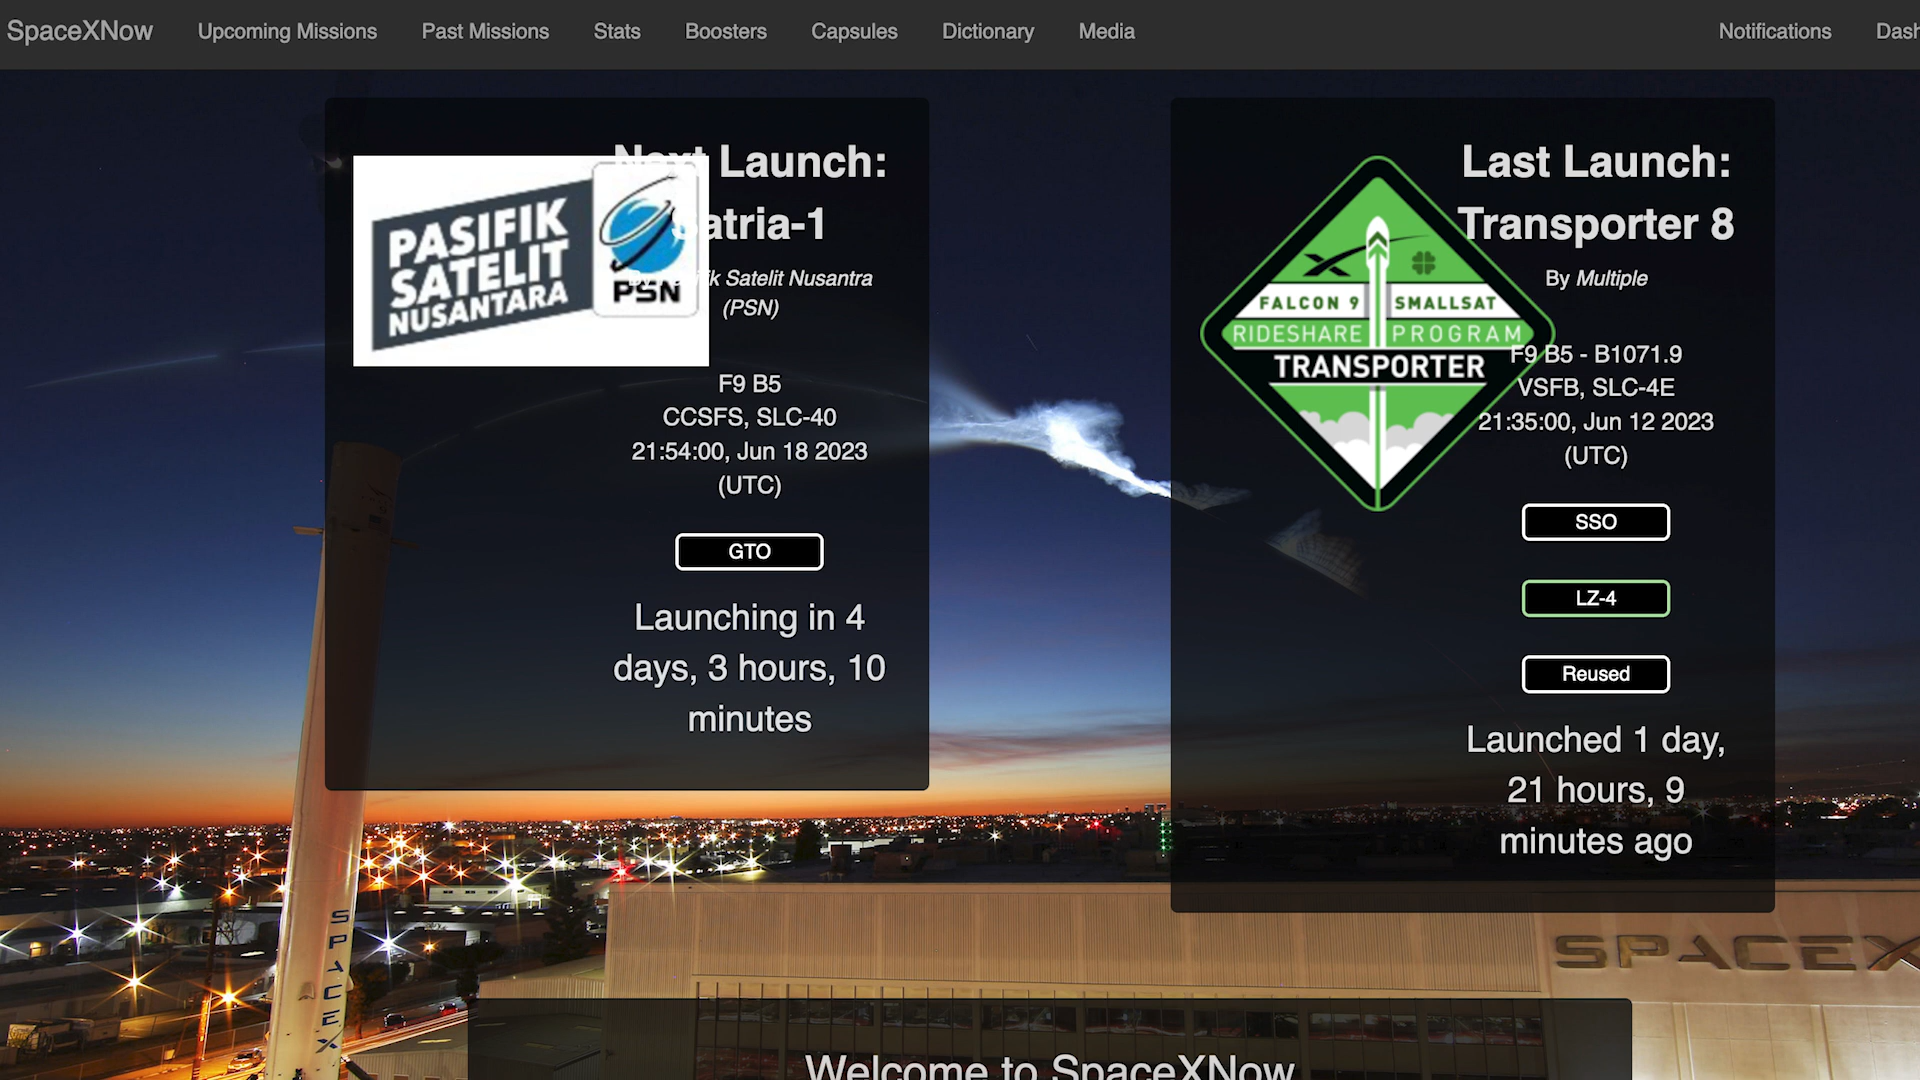 SpaceXNow Upcoming Missions Past Missions Stats Boosters Capsules Dictionary Media Notifications
PASIFIK
SATELIT
NUSANTARA
PSN
Next Launch:
Satria-1
Satelit Nusantra
(PSN)
F9 B5
CCSFS, SLC-40
21:54:00, Jun 18 2023
(UTC)
GTO
Launching in 4
days, 3 hours, 10
minutes
FALCON 9 SMALLSAT
RIDESHARE PROGRAM
TRANSPORTER
Last Launch:
Transporter 8
By Multiple
F9 B5 - B1071.9
VSFB, SLC-4E
21:35:00, Jun 12 2023
(UTC)
SSO
LZ-4
Reused
Launched 1 day,
21 hours, 9
minutes ago
SPACEX
SPACEX
Welcome to SpaceXNow